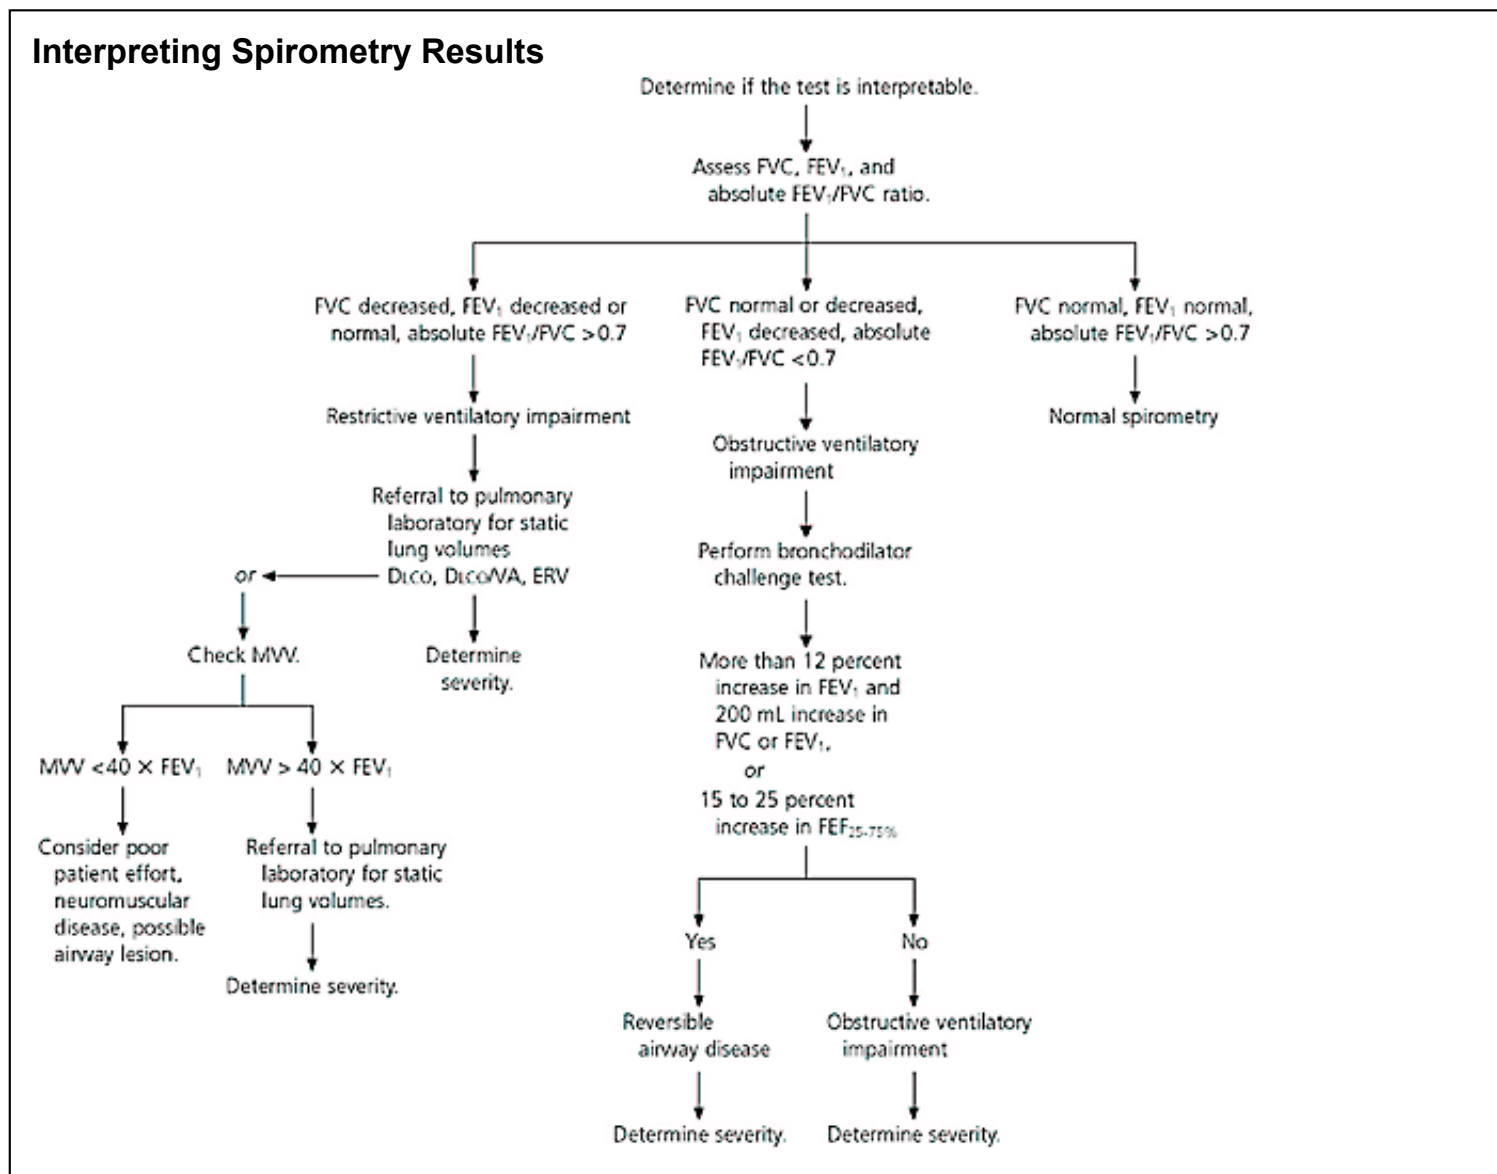 Interpreting Spirometry Results
Determine if the test is interpretable.
Assess FVC, FEV₁, and
absolute FEV₁/FVC ratio.
FVC decreased, FEV₁ decreased or
normal, absolute FEV₁/FVC >0.7
FVC normal or decreased,
FEV₁ decreased, absolute
FEV₁/FVC <0.7
FVC normal, FEV₁ normal,
absolute FEV₁/FVC >0.7
Restrictive ventilatory impairment
Normal spirometry
Obstructive ventilatory
impairment
Referral to pulmonary
laboratory for static
lung volumes
DLCO, DLCO/VA, ERV
or
Perform bronchodilator
challenge test.
Check MVV.
Determine
severity.
More than 12 percent
increase in FEV₁ and
200 mL increase in
FVC or FEV₁,
or
15 to 25 percent
increase in FEF25-75%
MVV <40 × FEV₁
MVV > 40 × FEV₁
Consider poor
patient effort,
neuromuscular
disease, possible
airway lesion.
Referral to pulmonary
laboratory for static
lung volumes.
Determine severity.
Yes
No
Reversible
airway disease
Obstructive ventilatory
impairment
Determine severity.
Determine severity.